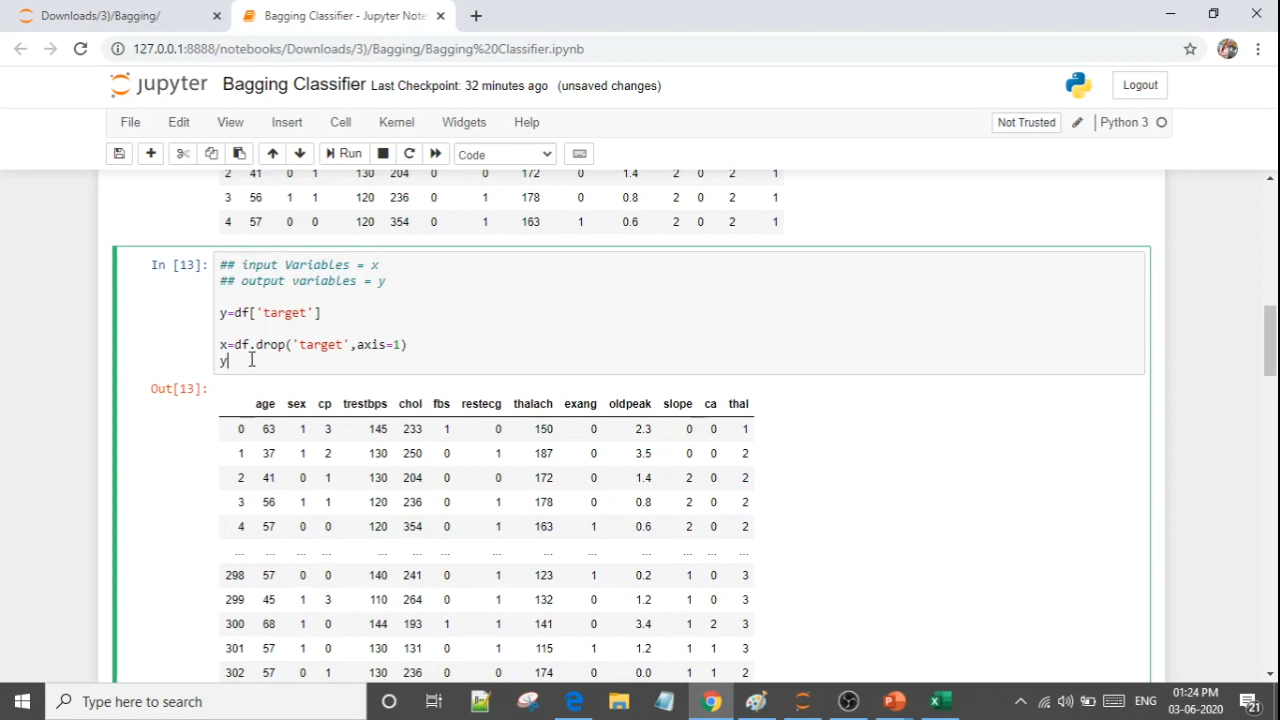 Downloads/3)/Bagging/
Bagging Classifier - Jupyter Note
127.0.0.1:8888/notebooks/Downloads/3)/Bagging/Bagging%20Classifier.ipynb
jupyter Bagging Classifier Last Checkpoint: 32 minutes ago (unsaved changes)
Logout
File Edit View Insert Cell Kernel Widgets Help
Not Trusted Python 3
Run Code
2 41 0 1 130 204 0 0 172 0 1.4 2 0 2 1
3 56 1 1 120 236 0 1 178 0 0.8 2 0 2 1
4 57 0 0 120 354 0 1 163 1 0.6 2 0 2 1
In [13]: ## input Variables = x
## output variables = y
y=df['target']
x=df.drop('target',axis=1)
y
Out[13]:
age sex cp trestbps chol fbs restecg thalach exang oldpeak slope ca thal
0 63 1 3 145 233 1 0 150 0 2.3 0 0 1
1 37 1 2 130 250 0 1 187 0 3.5 0 0 2
2 41 0 1 130 204 0 0 172 0 1.4 2 0 2
3 56 1 1 120 236 0 1 178 0 0.8 2 0 2
4 57 0 0 120 354 0 1 163 1 0.6 2 0 2
... ... ... ... ... ... ... ... ... ... ... ... ... ...
298 57 0 0 140 241 0 1 123 1 0.2 1 0 3
299 45 1 3 110 264 0 1 132 0 1.2 1 0 3
300 68 1 0 144 193 1 1 141 0 3.4 1 2 3
301 57 1 0 130 131 0 1 115 1 1.2 1 1 3
302 57 0 1 130 236 0 0 174 0 0.0 1 1 2
Type here to search
ENG
01:24 PM
03-06-2020
21